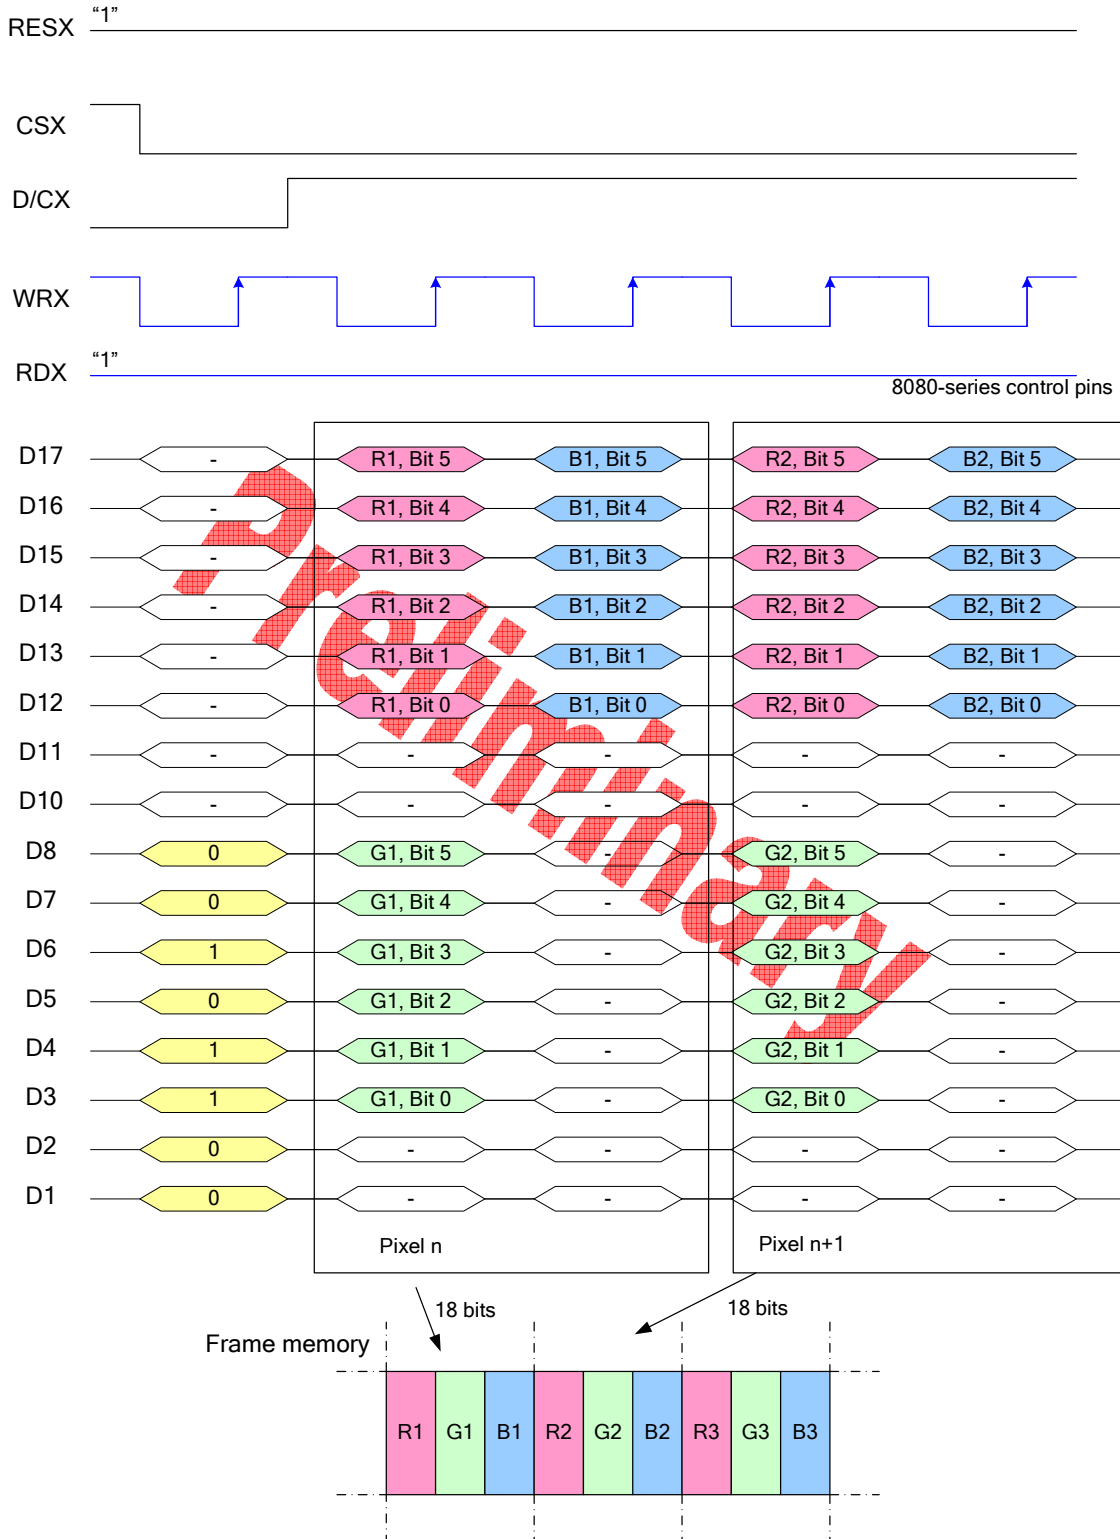 RESX “1”
CSX
D/CX
WRX
RDX “1”
8080-series control pins
D17 - R1, Bit 5 B1, Bit 5 R2, Bit 5 B2, Bit 5
D16 - R1, Bit 4 B1, Bit 4 R2, Bit 4 B2, Bit 4
D15 - R1, Bit 3 B1, Bit 3 R2, Bit 3 B2, Bit 3
D14 - R1, Bit 2 B1, Bit 2 R2, Bit 2 B2, Bit 2
D13 - R1, Bit 1 B1, Bit 1 R2, Bit 1 B2, Bit 1
D12 - R1, Bit 0 B1, Bit 0 R2, Bit 0 B2, Bit 0
D11 - - - - -
D10 - - - - -
D8 0 G1, Bit 5 - G2, Bit 5 -
D7 0 G1, Bit 4 - G2, Bit 4 -
D6 1 G1, Bit 3 - G2, Bit 3 -
D5 0 G1, Bit 2 - G2, Bit 2 -
D4 1 G1, Bit 1 - G2, Bit 1 -
D3 1 G1, Bit 0 - G2, Bit 0 -
D2 0 - - - -
D1 0 - - - -
Preliminary
Pixel n Pixel n+1
18 bits 18 bits
Frame memory
R1 G1 B1 R2 G2 B2 R3 G3 B3